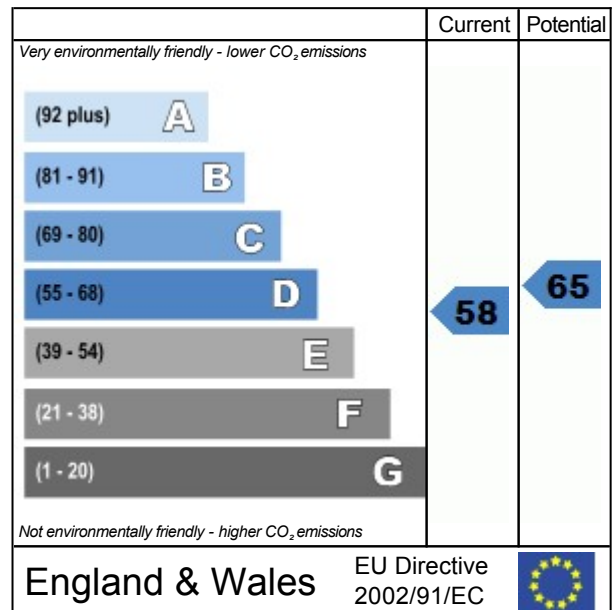 Current Potential
Very environmentally friendly - lower CO₂ emissions
(92 plus) A
(81 - 91) B
(69 - 80) C
(55 - 68) D
(39 - 54) E
(21 - 38) F
(1 - 20) G
58
65
Not environmentally friendly - higher CO₂ emissions
England & Wales
EU Directive
2002/91/EC